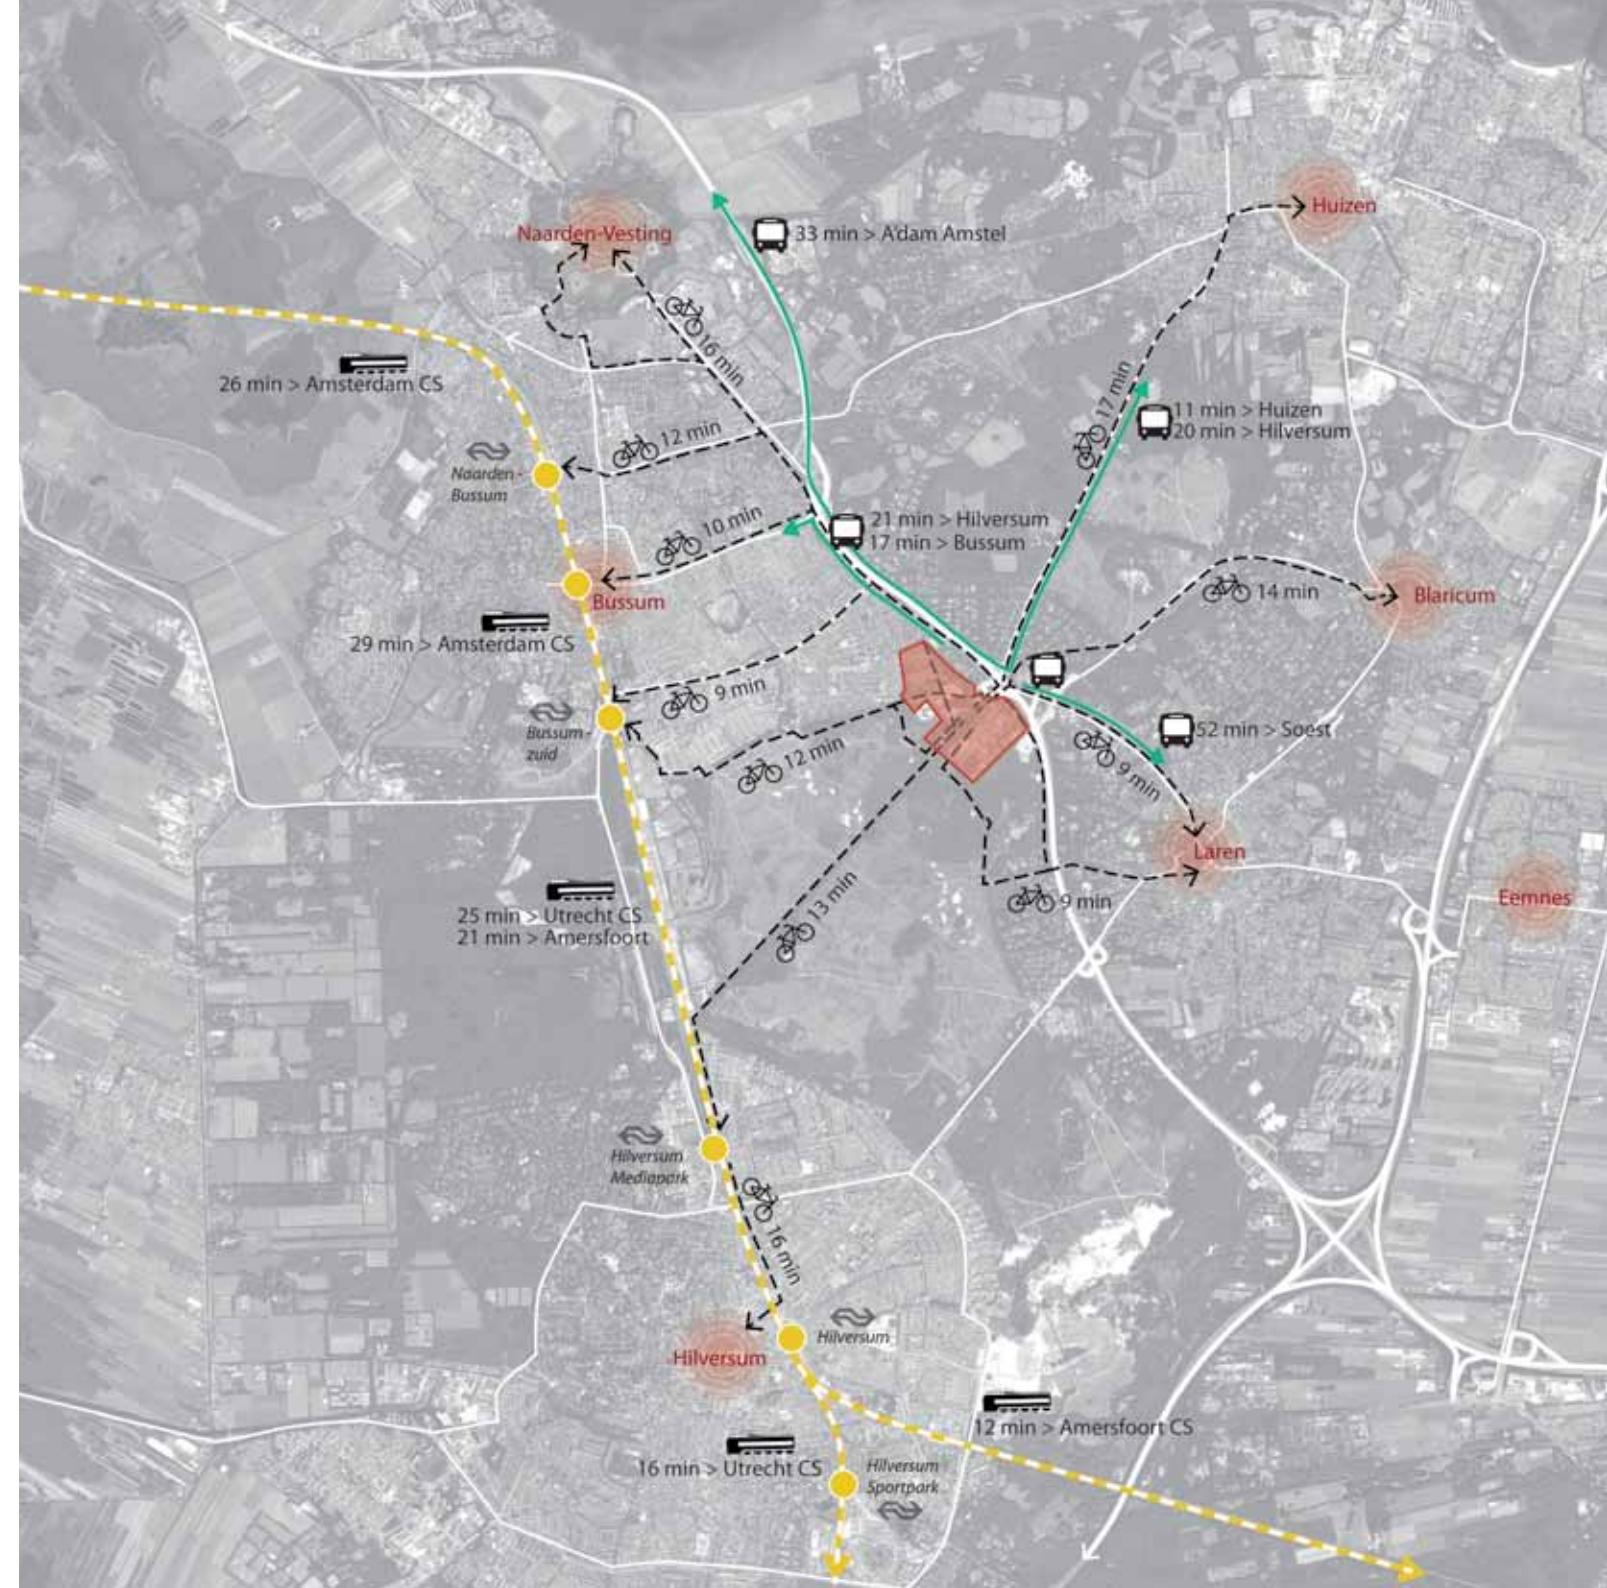 Huizen
Naarden-Vesting
33 min > A'dam Amstel
16 min
26 min > Amsterdam CS
17 min
11 min > Huizen
20 min > Hilversum
12 min
Naarden -
Bussum
10 min
21 min > Hilversum
17 min > Bussum
14 min
Blaricum
Bussum
29 min > Amsterdam CS
9 min
Bussum -
zuid
12 min
52 min > Soest
9 min
Laren
9 min
Eemnes
13 min
25 min > Utrecht CS
21 min > Amersfoort
Hilversum
Mediapark
16 min
Hilversum
Hilversum
12 min > Amersfoort CS
16 min > Utrecht CS
Hilversum
Sportpark